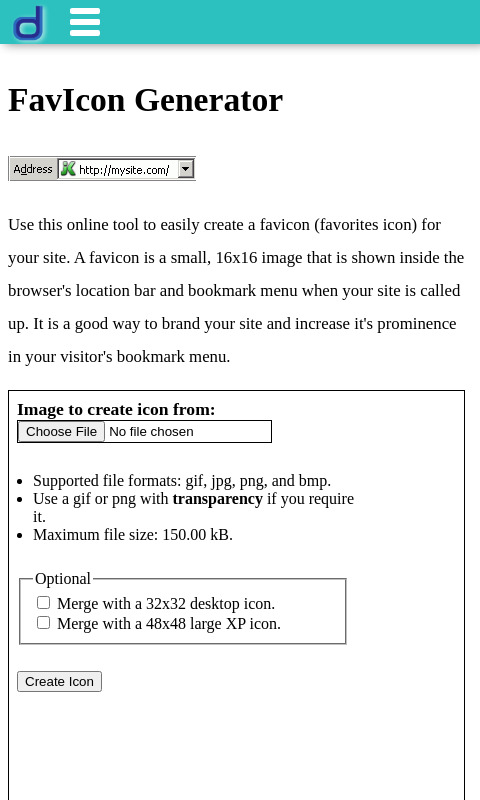 d
FavIcon Generator
Address http://mysite.com/
Use this online tool to easily create a favicon (favorites icon) for
your site. A favicon is a small, 16x16 image that is shown inside the
browser's location bar and bookmark menu when your site is called
up. It is a good way to brand your site and increase it's prominence
in your visitor's bookmark menu.
Image to create icon from:
Choose File No file chosen
Supported file formats: gif, jpg, png, and bmp.
Use a gif or png with transparency if you require
it.
Maximum file size: 150.00 kB.
Optional
Merge with a 32x32 desktop icon.
Merge with a 48x48 large XP icon.
Create Icon